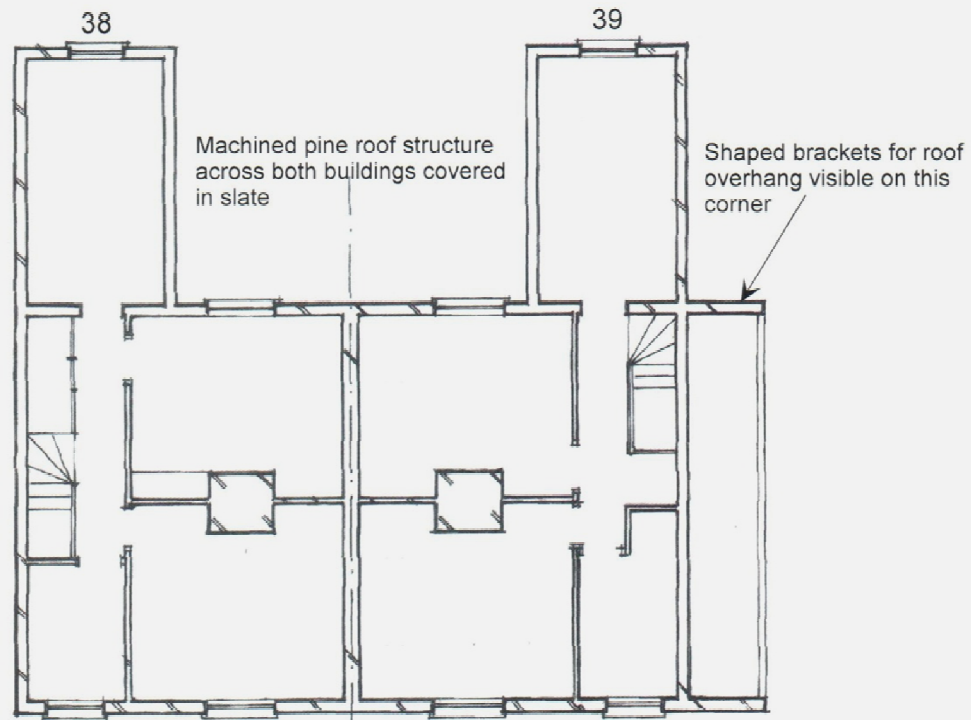 38
39
Machined pine roof structure
across both buildings covered
in slate
Shaped brackets for roof
overhang visible on this
corner